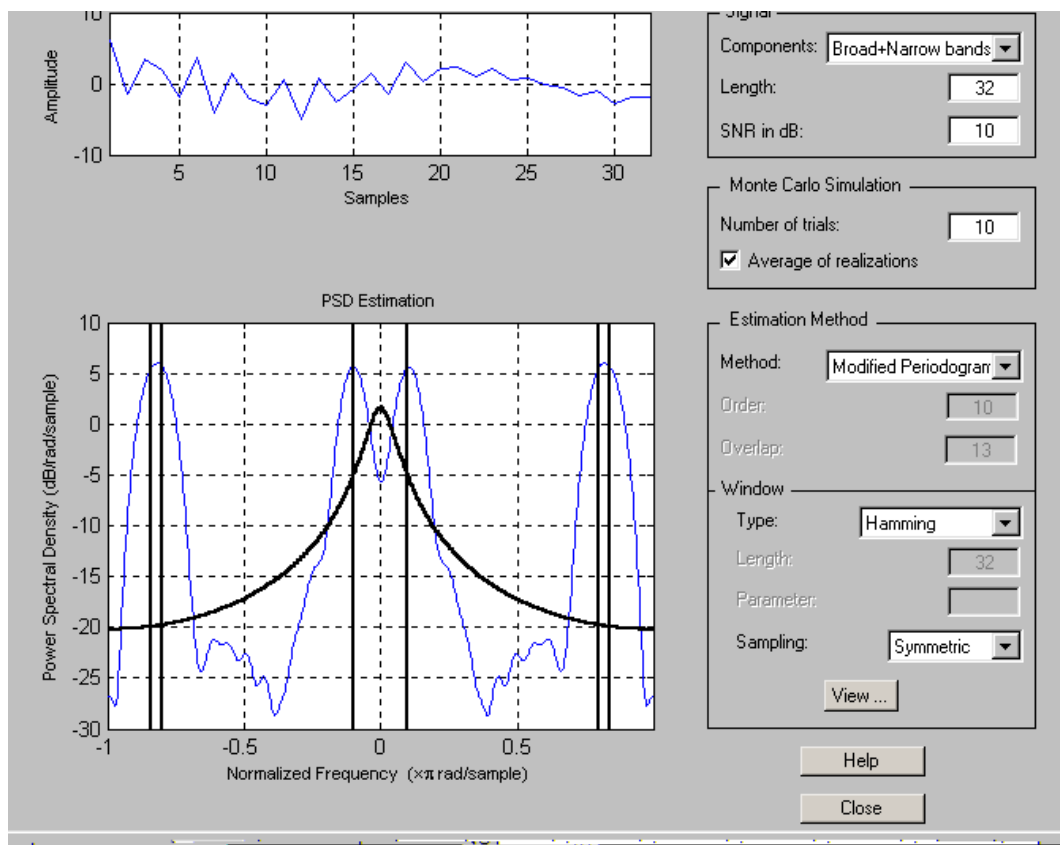 10
0
-10
Amplitude
5 10 15 20 25 30
Samples
Signal
Components: Broad+Narrow bands
Length: 32
SNR in dB: 10
Monte Carlo Simulation
Number of trials: 10
Average of realizations
PSD Estimation
10
5
0
-5
-10
-15
-20
-25
-30
Power Spectral Density (dB/rad/sample)
-1 -0.5 0 0.5
Normalized Frequency (×π rad/sample)
Estimation Method
Method: Modified Periodogram
Order: 10
Overlap: 13
Window
Type: Hamming
Length: 32
Parameter:
Sampling: Symmetric
View ...
Help
Close